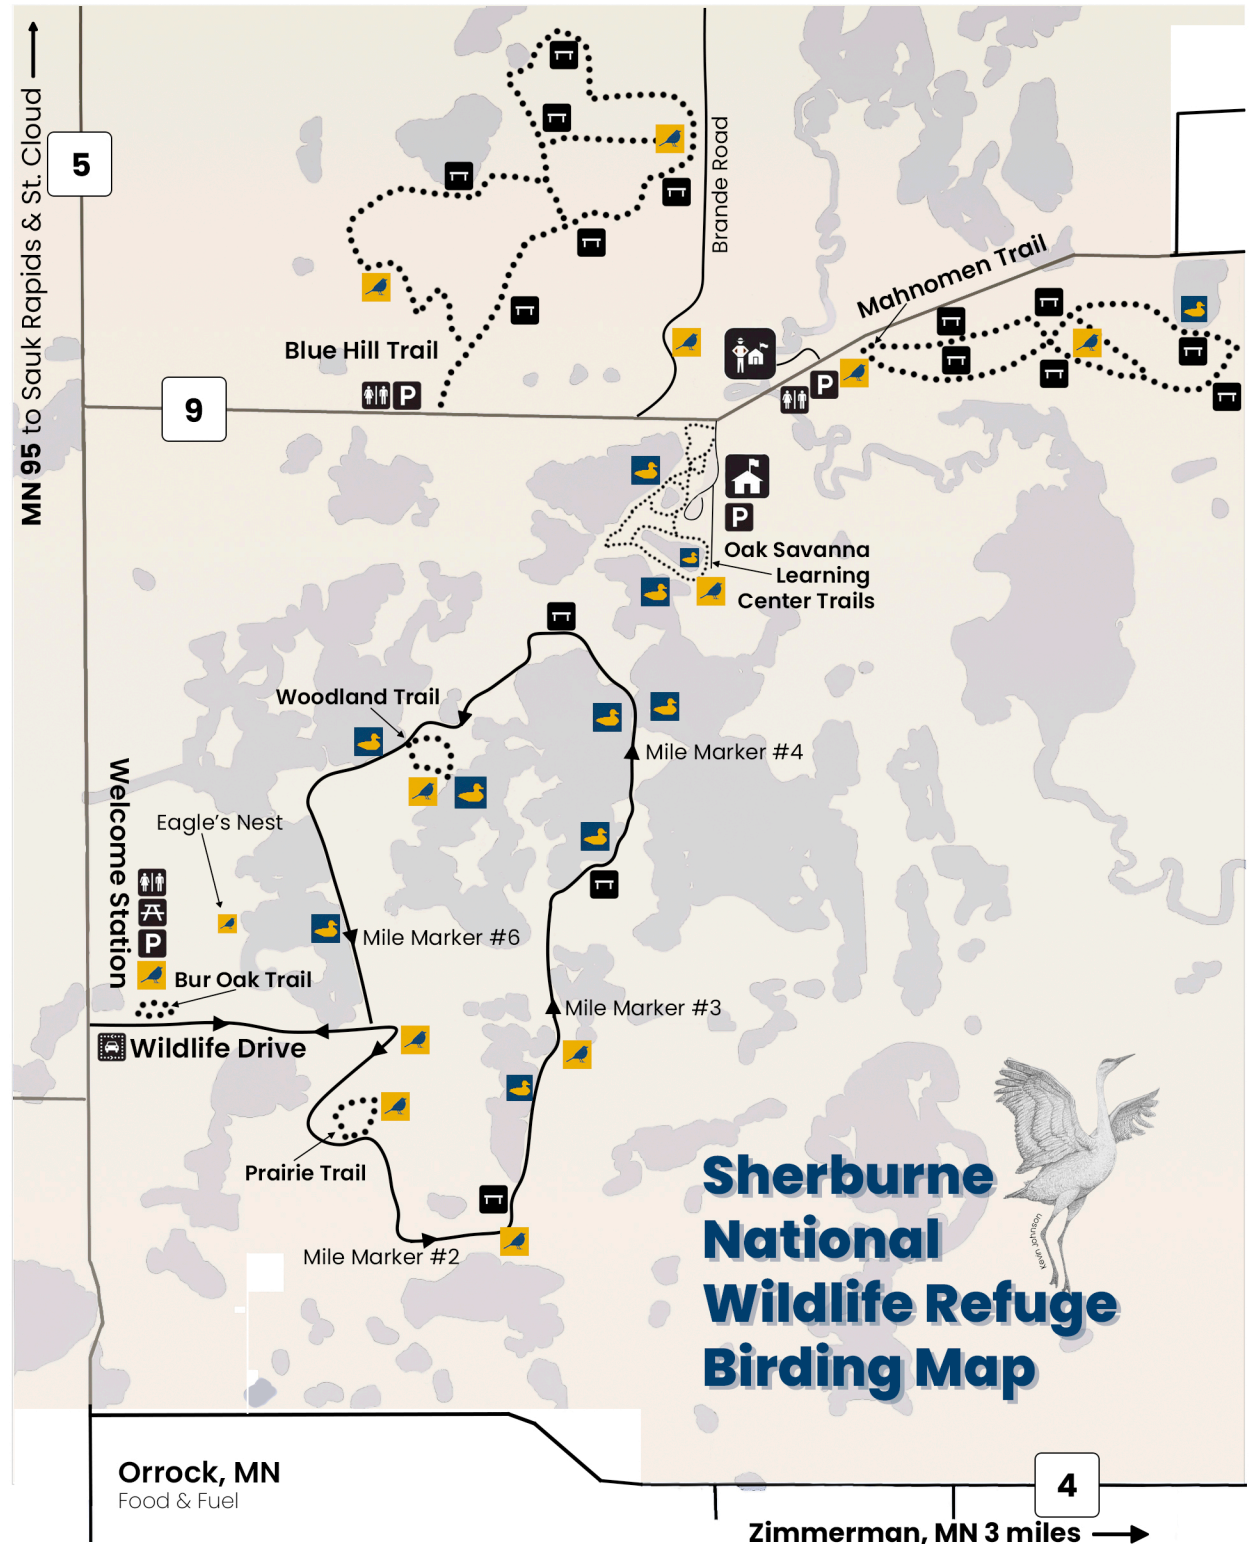 MN 95 to Sauk Rapids & St. Cloud
5
Brande Road
Mahnomen Trail
Blue Hill Trail
P
P
9
P
Oak Savanna
Learning
Center Trails
Woodland Trail
Mile Marker #4
Welcome Station
Eagle's Nest
P
Mile Marker #6
Bur Oak Trail
Mile Marker #3
Wildlife Drive
Prairie Trail
Mile Marker #2
Kevin Johnson
Sherburne
National
Wildlife Refuge
Birding Map
Orrock, MN
Food & Fuel
4
Zimmerman, MN 3 miles